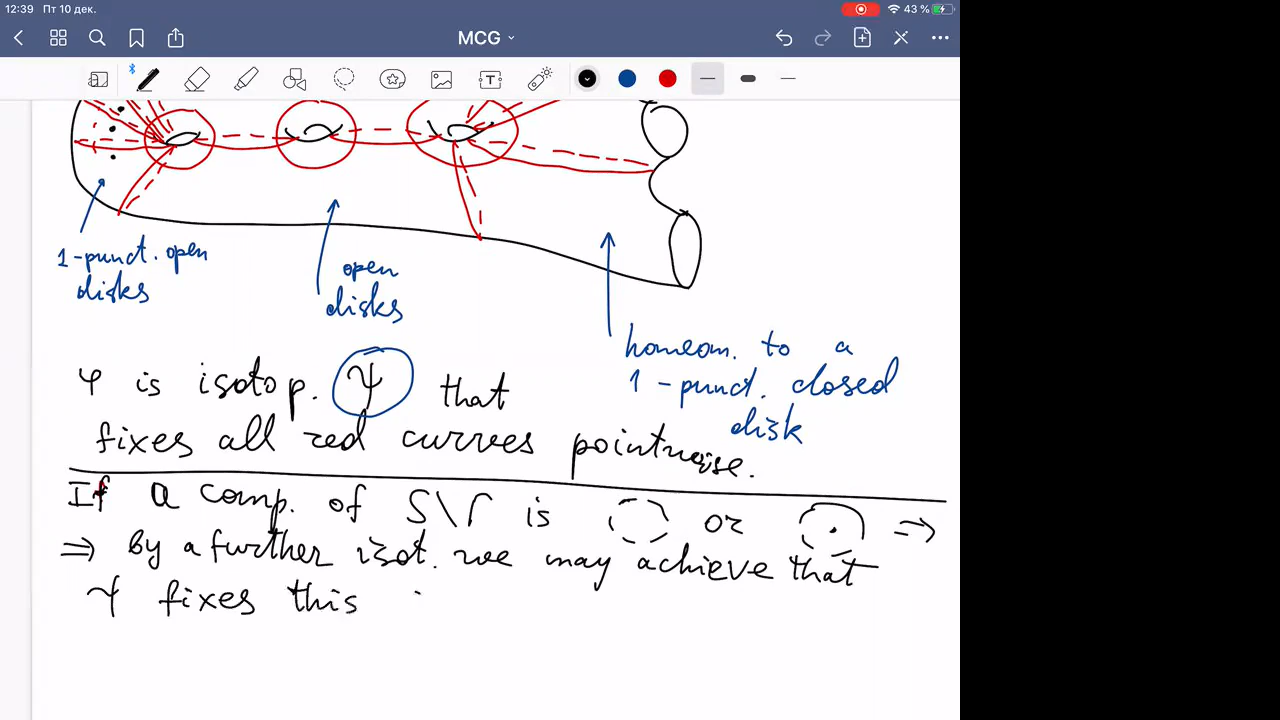 12:39 Пт 10 дек.
43 %
MCG
T
1-punct. open
disks
open
disks
homeom. to a
1-punct. closed
disk
φ is isotop. ψ that
fixes all red curves pointwise.
If a comp. of S\Γ is or ⇒
⇒ By a further isot. we may achieve that
ψ fixes this